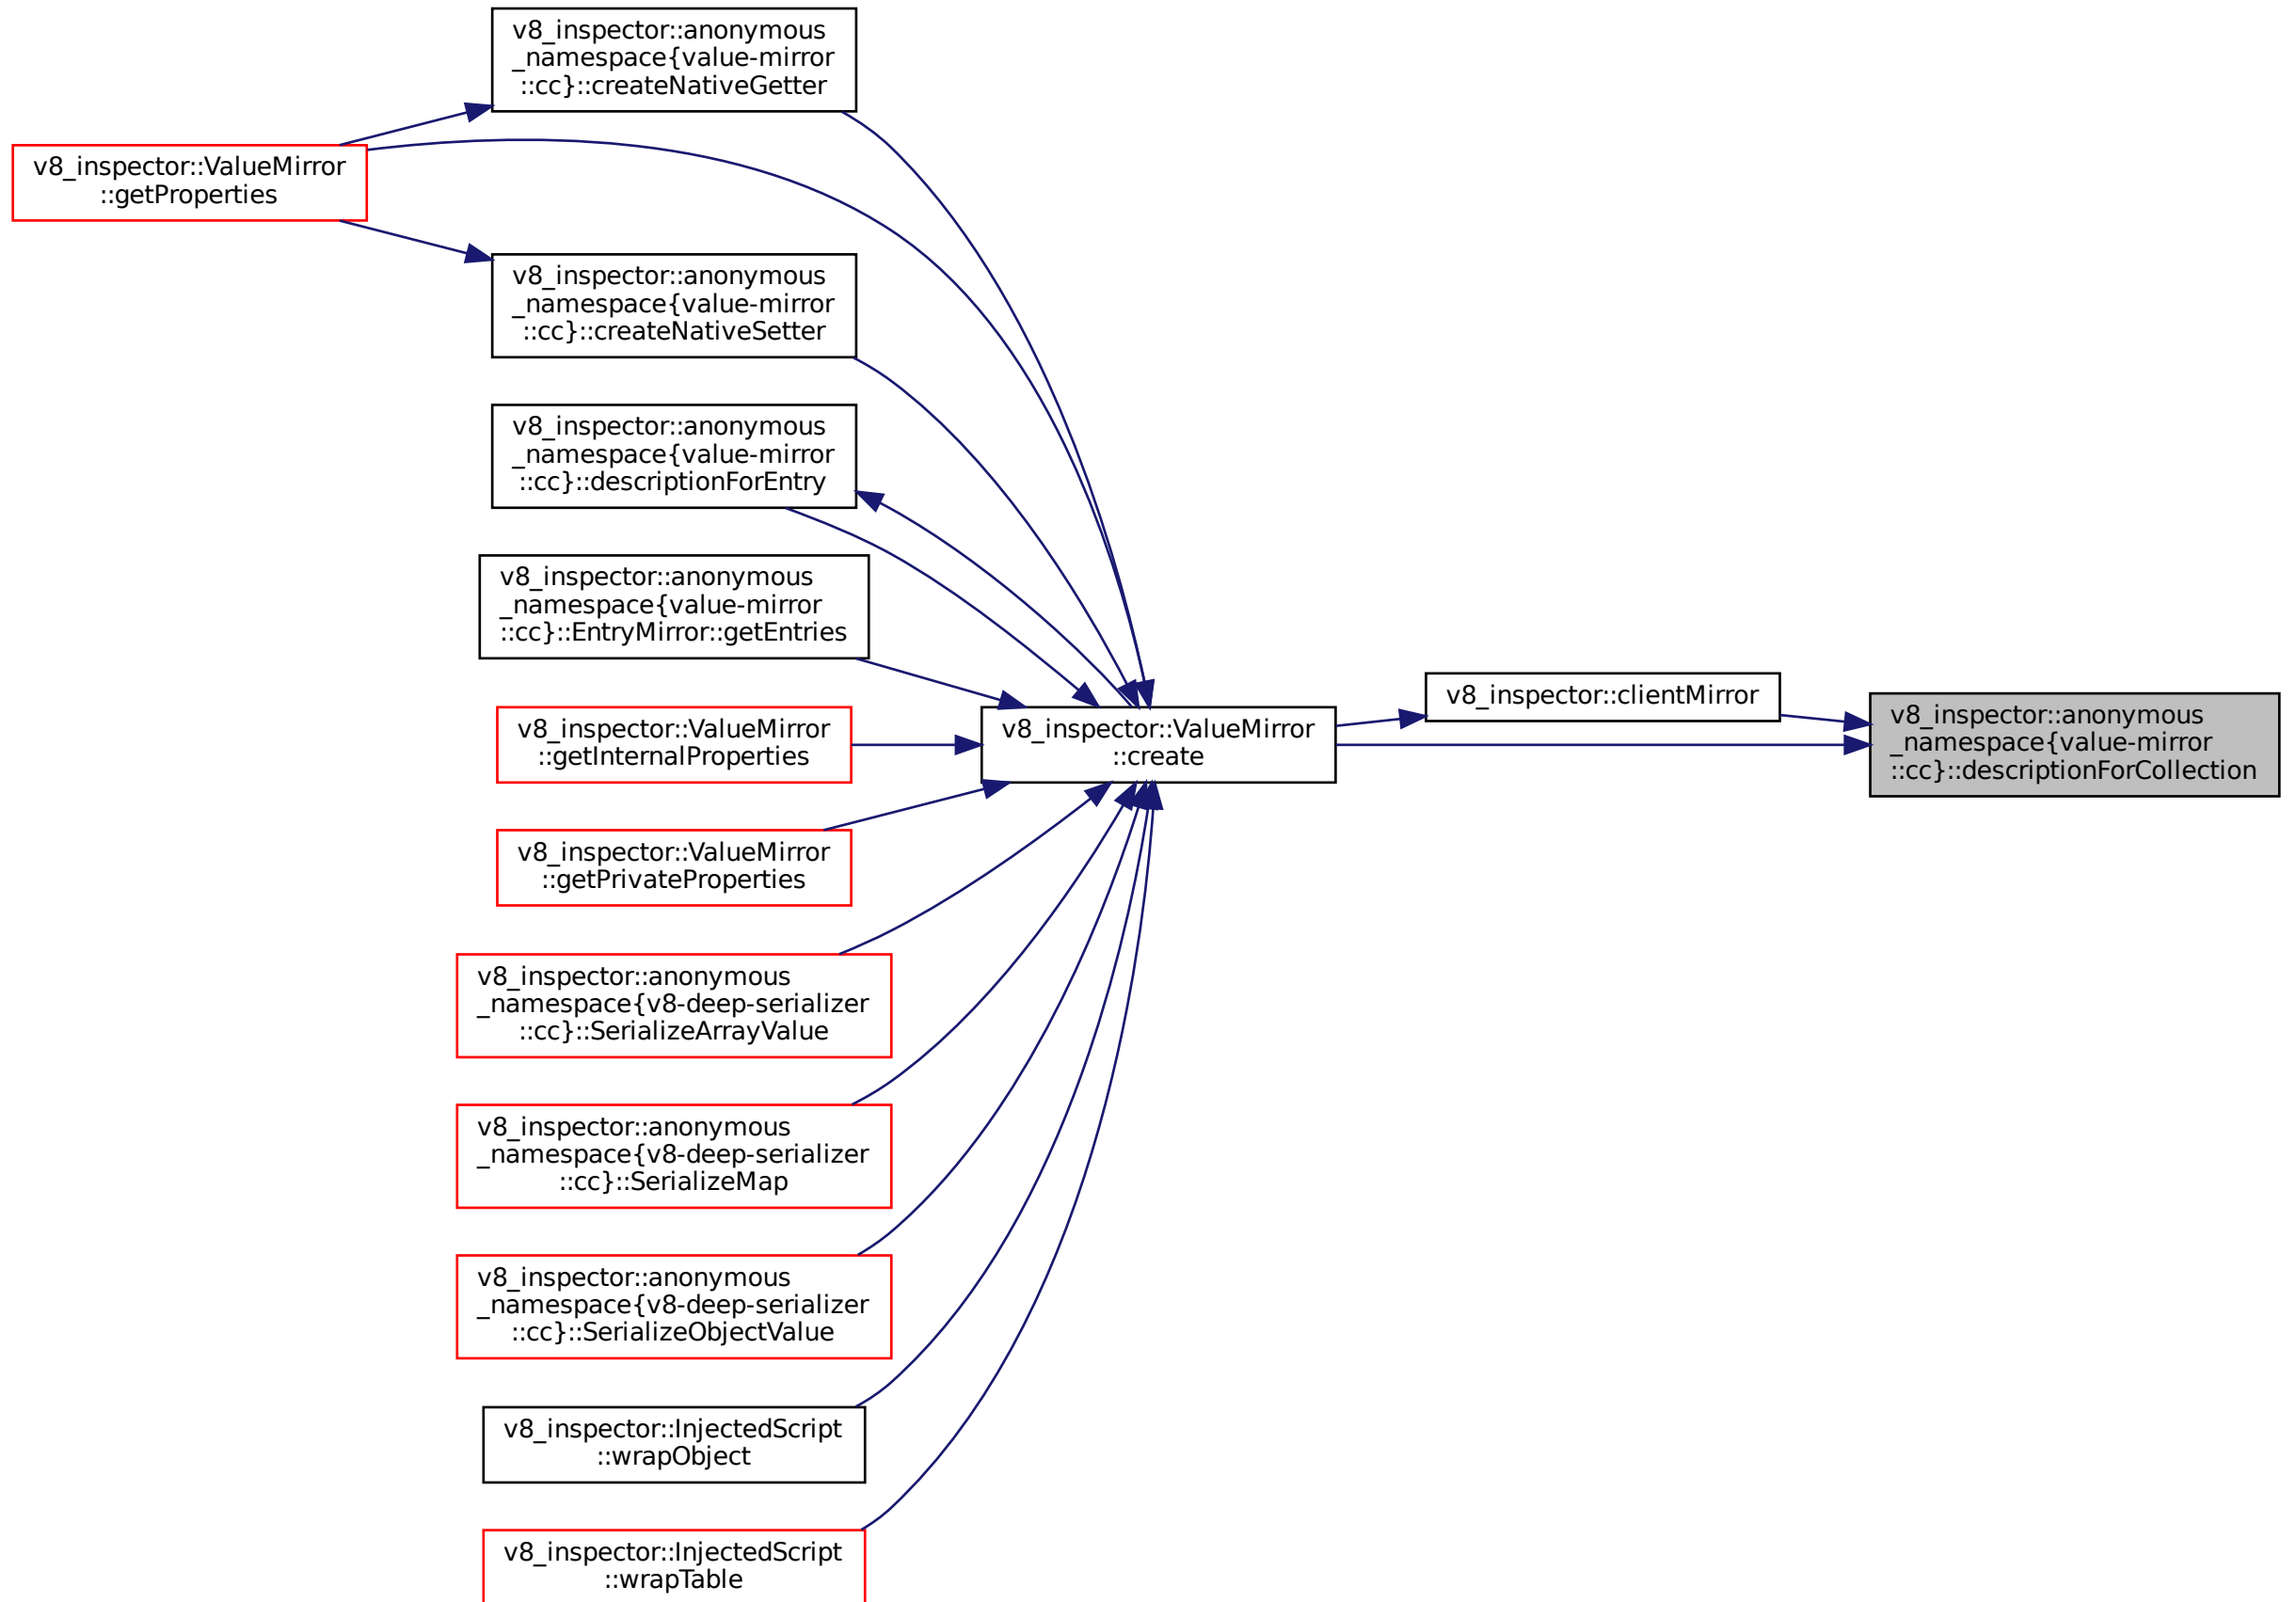 v8_inspector::anonymous
_namespace{value-mirror
::cc}::createNativeGetter
v8_inspector::ValueMirror
::getProperties
v8_inspector::anonymous
_namespace{value-mirror
::cc}::createNativeSetter
v8_inspector::anonymous
_namespace{value-mirror
::cc}::descriptionForEntry
v8_inspector::anonymous
_namespace{value-mirror
::cc}::EntryMirror::getEntries
v8_inspector::ValueMirror
::getInternalProperties
v8_inspector::ValueMirror
::getPrivateProperties
v8_inspector::anonymous
_namespace{v8-deep-serializer
::cc}::SerializeArrayValue
v8_inspector::anonymous
_namespace{v8-deep-serializer
::cc}::SerializeMap
v8_inspector::anonymous
_namespace{v8-deep-serializer
::cc}::SerializeObjectValue
v8_inspector::InjectedScript
::wrapObject
v8_inspector::InjectedScript
::wrapTable
v8_inspector::ValueMirror
::create
v8_inspector::clientMirror
v8_inspector::anonymous
_namespace{value-mirror
::cc}::descriptionForCollection